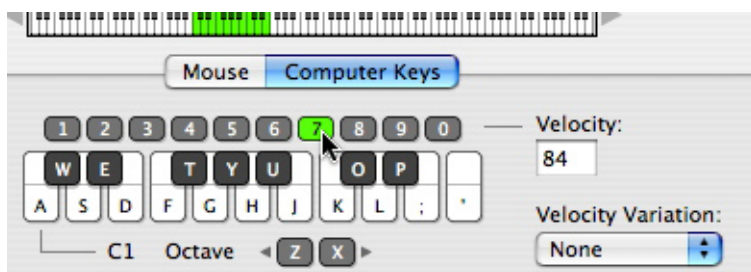 Mouse Computer Keys
1 2 3 4 5 6 7 8 9 0 Velocity:
84
W E T Y U O P
A S D F G H J K L ; '
Velocity Variation:
C1 Octave Z X None